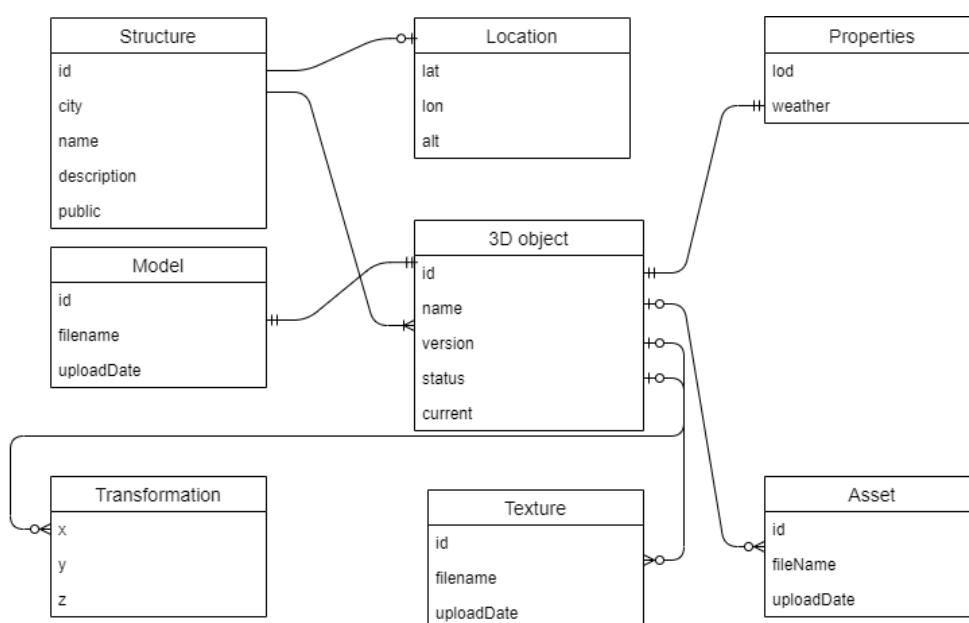 Structure
id
city
name
description
public
Location
lat
lon
alt
Properties
lod
weather
Model
id
filename
uploadDate
3D object
id
name
version
status
current
Transformation
x
y
z
Texture
id
filename
uploadDate
Asset
id
fileName
uploadDate